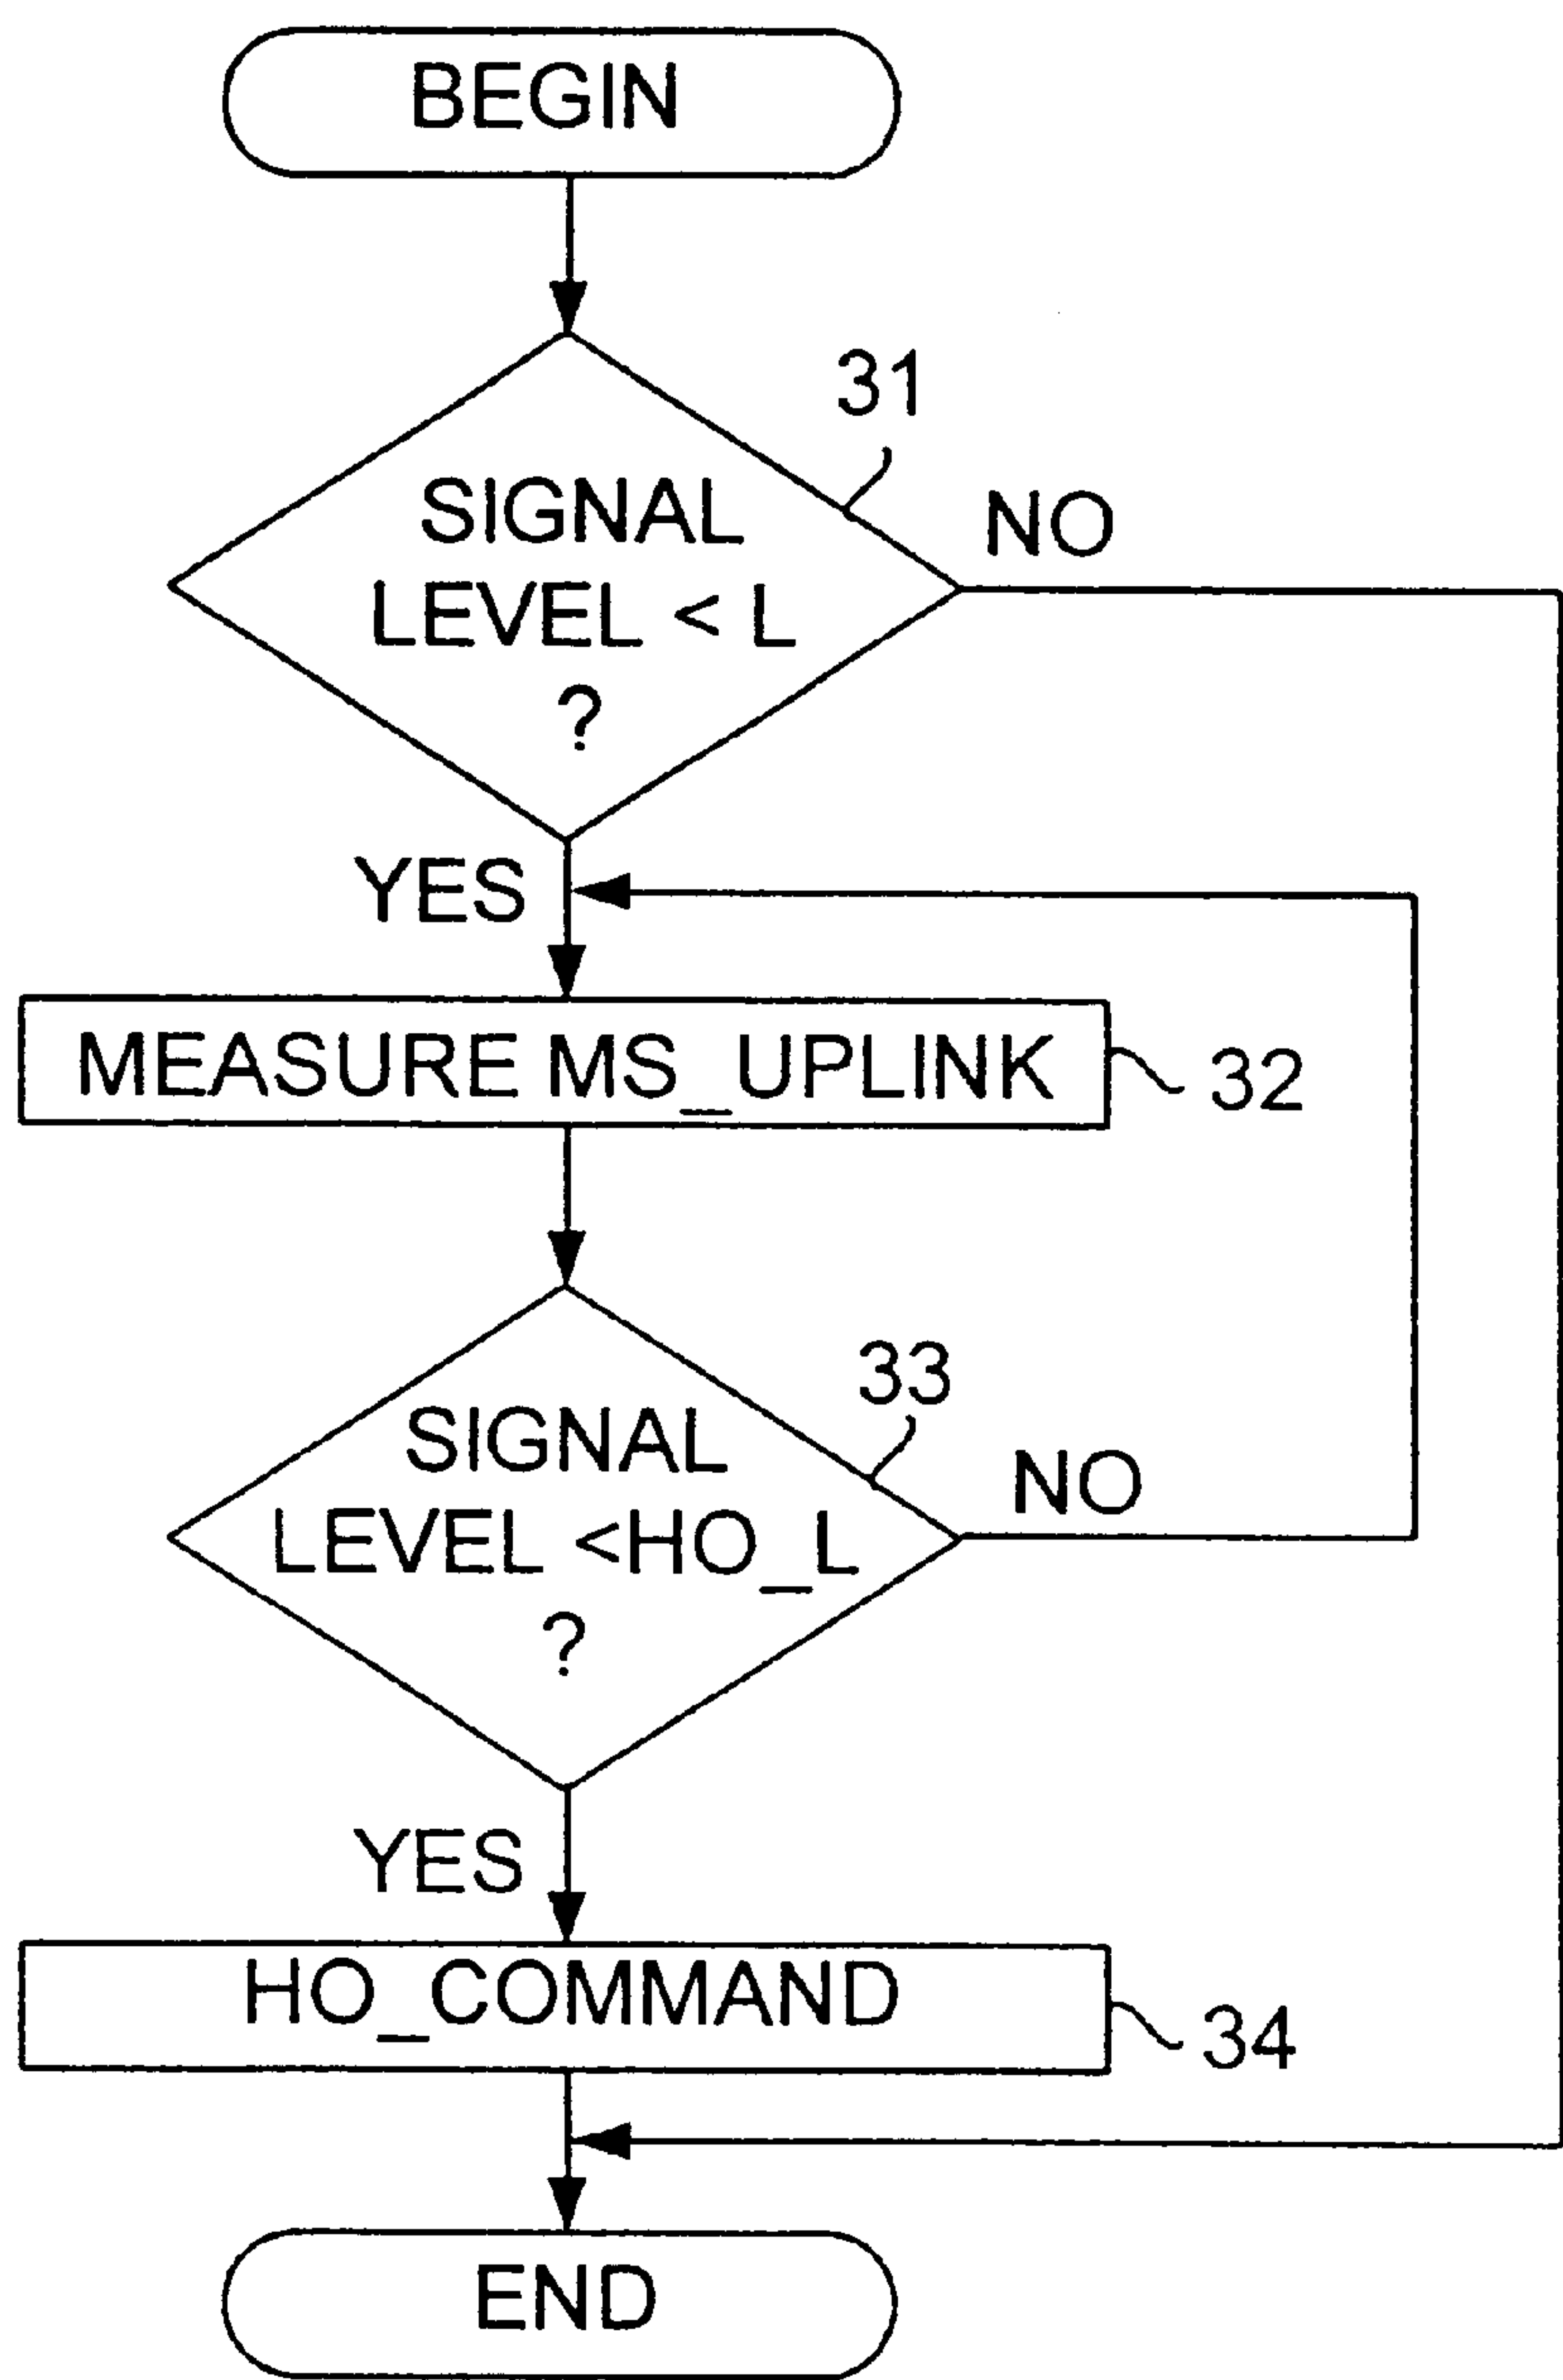 BEGIN
31
SIGNAL
LEVEL < L
?
NO
YES
MEASURE MS_UPLINK
32
33
SIGNAL
LEVEL <HO_L
?
NO
YES
HO_COMMAND
34
END